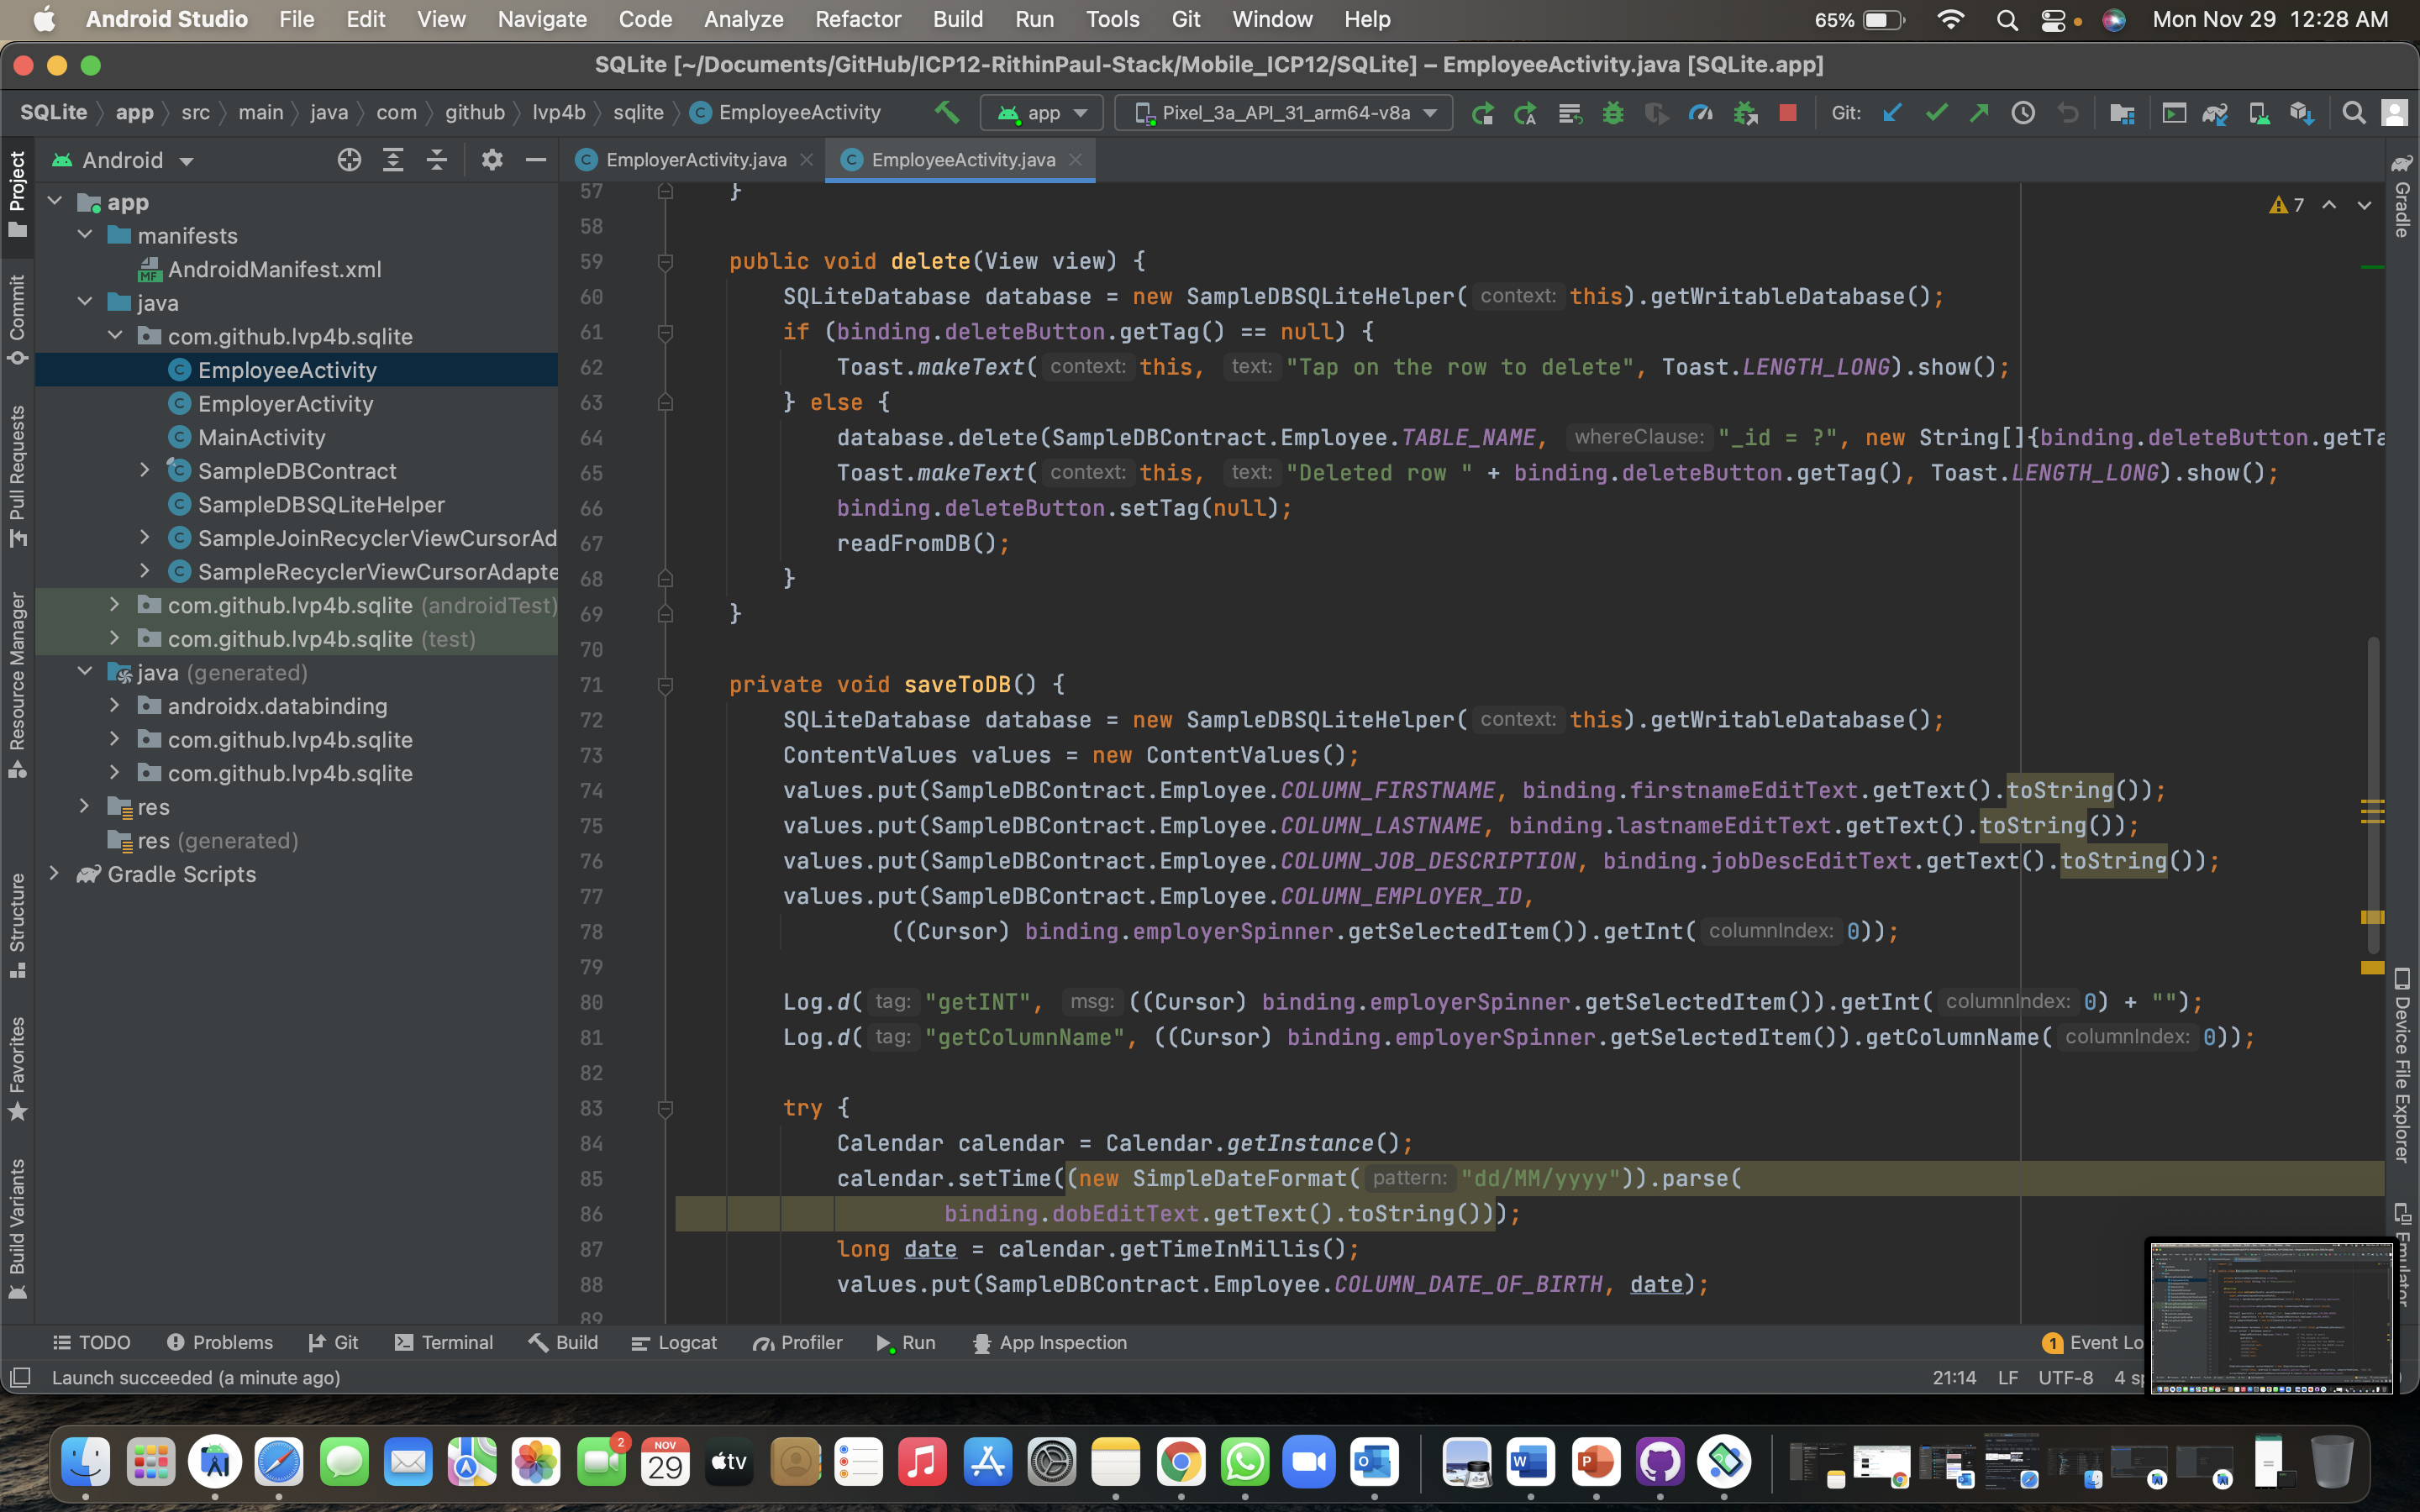 Android Studio File Edit View Navigate Code Analyze Refactor Build Run Tools Git Window Help 65% Mon Nov 29 12:28 AM
SQLite [~/Documents/GitHub/ICP12-RithinPaul-Stack/Mobile_ICP12/SQLite] – EmployeeActivity.java [SQLite.app]
SQLite app src main java com github lvp4b sqlite EmployeeActivity app Pixel_3a_API_31_arm64-v8a Git:
Android
EmployerActivity.java EmployeeActivity.java
Project
Commit
Pull Requests
Resource Manager
Structure
Favorites
Build Variants
app
manifests
AndroidManifest.xml
java
com.github.lvp4b.sqlite
EmployeeActivity
EmployerActivity
MainActivity
SampleDBContract
SampleDBSQLiteHelper
SampleJoinRecyclerViewCursorAd
SampleRecyclerViewCursorAdapte
com.github.lvp4b.sqlite (androidTest)
com.github.lvp4b.sqlite (test)
java (generated)
androidx.databinding
com.github.lvp4b.sqlite
com.github.lvp4b.sqlite
res
res (generated)
Gradle Scripts
7
57 }
58
59 public void delete(View view) {
60 SQLiteDatabase database = new SampleDBSQLiteHelper( context: this).getWritableDatabase();
61 if (binding.deleteButton.getTag() == null) {
62 Toast.makeText( context: this, text: "Tap on the row to delete", Toast.LENGTH_LONG).show();
63 } else {
64 database.delete(SampleDBContract.Employee.TABLE_NAME, whereClause: "_id = ?", new String[]{binding.deleteButton.getTa
65 Toast.makeText( context: this, text: "Deleted row " + binding.deleteButton.getTag(), Toast.LENGTH_LONG).show();
66 binding.deleteButton.setTag(null);
67 readFromDB();
68 }
69 }
70
71 private void saveToDB() {
72 SQLiteDatabase database = new SampleDBSQLiteHelper( context: this).getWritableDatabase();
73 ContentValues values = new ContentValues();
74 values.put(SampleDBContract.Employee.COLUMN_FIRSTNAME, binding.firstnameEditText.getText().toString());
75 values.put(SampleDBContract.Employee.COLUMN_LASTNAME, binding.lastnameEditText.getText().toString());
76 values.put(SampleDBContract.Employee.COLUMN_JOB_DESCRIPTION, binding.jobDescEditText.getText().toString());
77 values.put(SampleDBContract.Employee.COLUMN_EMPLOYER_ID,
78 ((Cursor) binding.employerSpinner.getSelectedItem()).getInt( columnIndex: 0));
79
80 Log.d( tag: "getINT", msg: ((Cursor) binding.employerSpinner.getSelectedItem()).getInt( columnIndex: 0) + "");
81 Log.d( tag: "getColumnName", ((Cursor) binding.employerSpinner.getSelectedItem()).getColumnName( columnIndex: 0));
82
83 try {
84 Calendar calendar = Calendar.getInstance();
85 calendar.setTime((new SimpleDateFormat( pattern: "dd/MM/yyyy")).parse(
86 binding.dobEditText.getText().toString()));
87 long date = calendar.getTimeInMillis();
88 values.put(SampleDBContract.Employee.COLUMN_DATE_OF_BIRTH, date);
89
Gradle
Device File Explorer
Emulator
TODO Problems Git Terminal Build Logcat Profiler Run App Inspection 1 Event Lo
Launch succeeded (a minute ago) 21:14 LF UTF-8 4 sp
2
NOV
29
tv